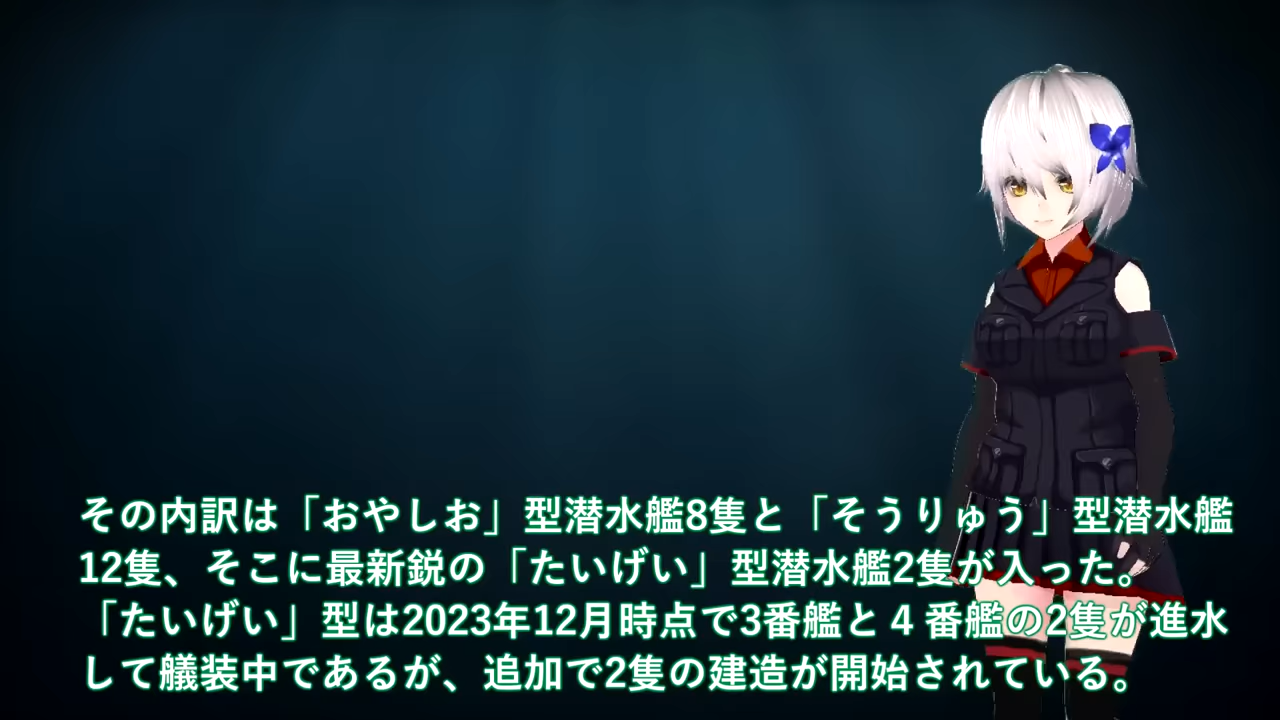 その内訳は「おやしお」型潜水艦8隻と「そうりゅう」型潜水艦
12隻、そこに最新鋭の「たいげい」型潜水艦2隻が入った。
「たいげい」型は2023年12月時点で3番艦と４番艦の2隻が進水
して艤装中であるが、追加で2隻の建造が開始されている。